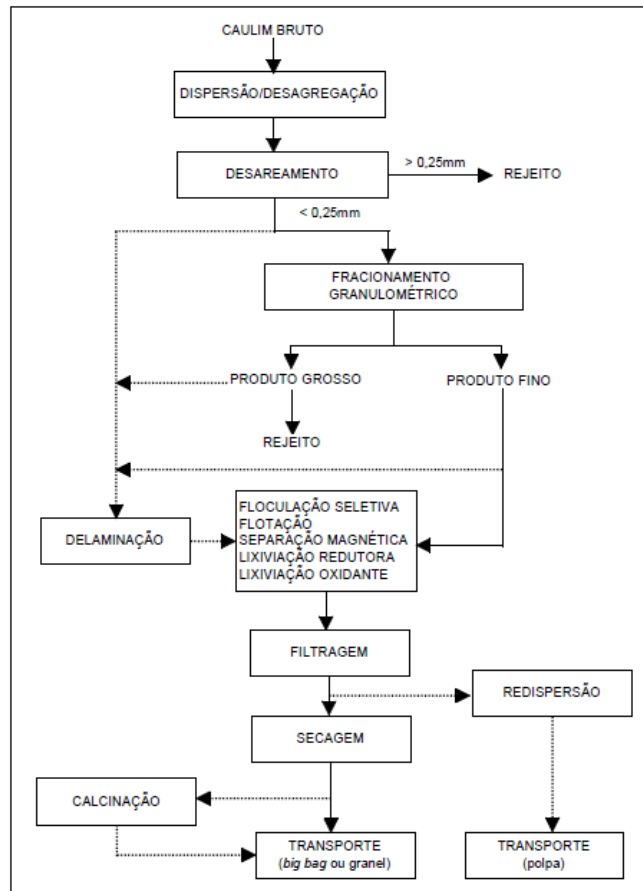 CAULIM BRUTO
DISPERSÃO/DESAGREGAÇÃO
DESAREAMENTO
> 0,25mm
REJEITO
< 0,25mm
FRACIONAMENTO
GRANULOMÉTRICO
PRODUTO GROSSO
PRODUTO FINO
REJEITO
FLOCULAÇÃO SELETIVA
FLOTAÇÃO
SEPARAÇÃO MAGNÉTICA
LIXIVIAÇÃO REDUTORA
LIXIVIAÇÃO OXIDANTE
DELAMINAÇÃO
FILTRAGEM
REDISPERSÃO
SECAGEM
CALCINAÇÃO
TRANSPORTE
(big bag ou granel)
TRANSPORTE
(polpa)